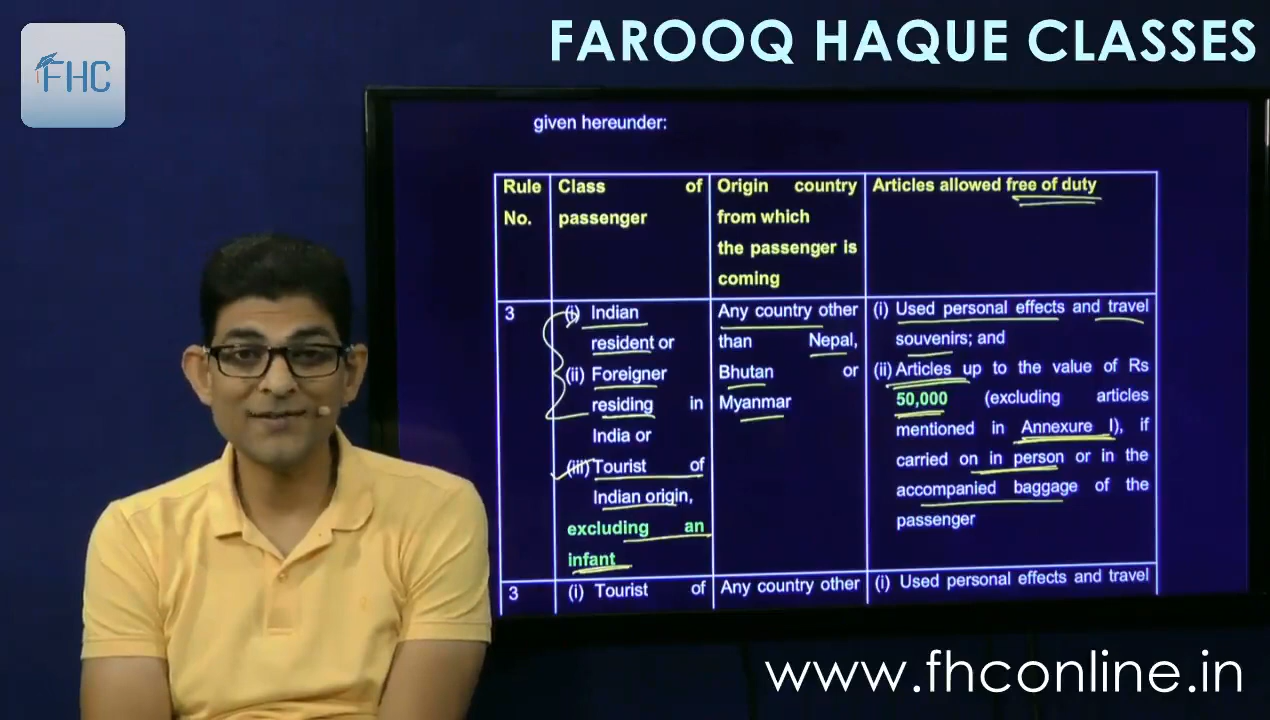 FAROOQ HAQUE CLASSES
FHC
given hereunder:
Rule No.
Class of passenger
Origin country from which the passenger is coming
Articles allowed free of duty
3
(i) Indian
resident or
(ii) Foreigner
residing in
India or
(iii) Tourist of
Indian origin,
excluding an
infant
Any country other
than Nepal,
Bhutan or
Myanmar
(i) Used personal effects and travel
souvenirs; and
(ii) Articles up to the value of Rs
50,000 (excluding articles
mentioned in Annexure I), if
carried on in person or in the
accompanied baggage of the
passenger
3
(i) Tourist of
Any country other
(i) Used personal effects and travel
www.fhconline.in